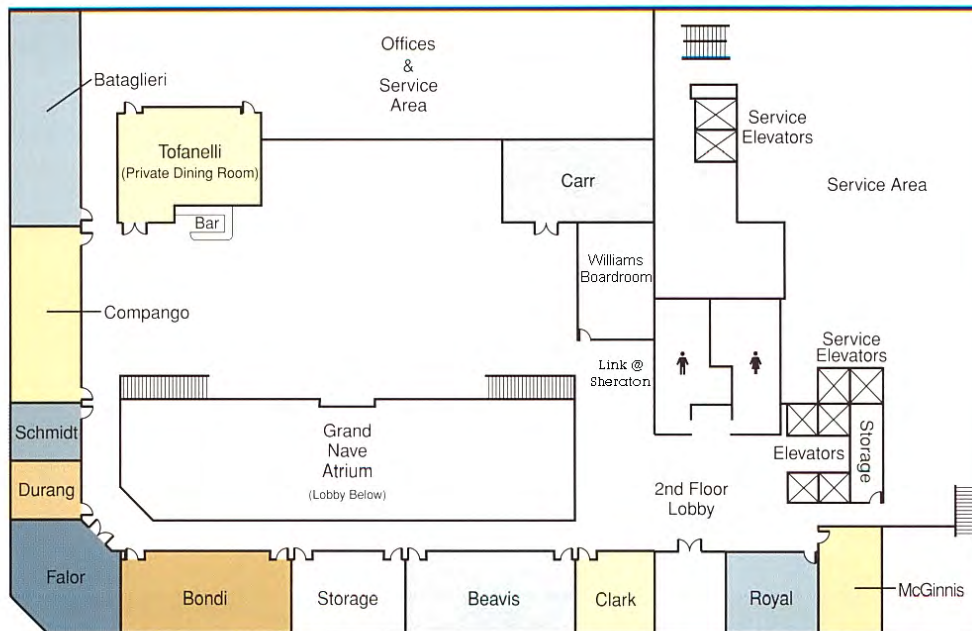 Offices
&
Service
Area
Bataglieri
Service
Elevators
Tofanelli
(Private Dining Room)
Carr
Service Area
Bar
Williams
Boardroom
Compango
Service
Elevators
Link @
Sheraton
Schmidt
Grand
Nave
Atrium
(Lobby Below)
Elevators
Storage
Durang
2nd Floor
Lobby
Falor
Bondi
Storage
Beavis
Clark
Royal
McGinnis